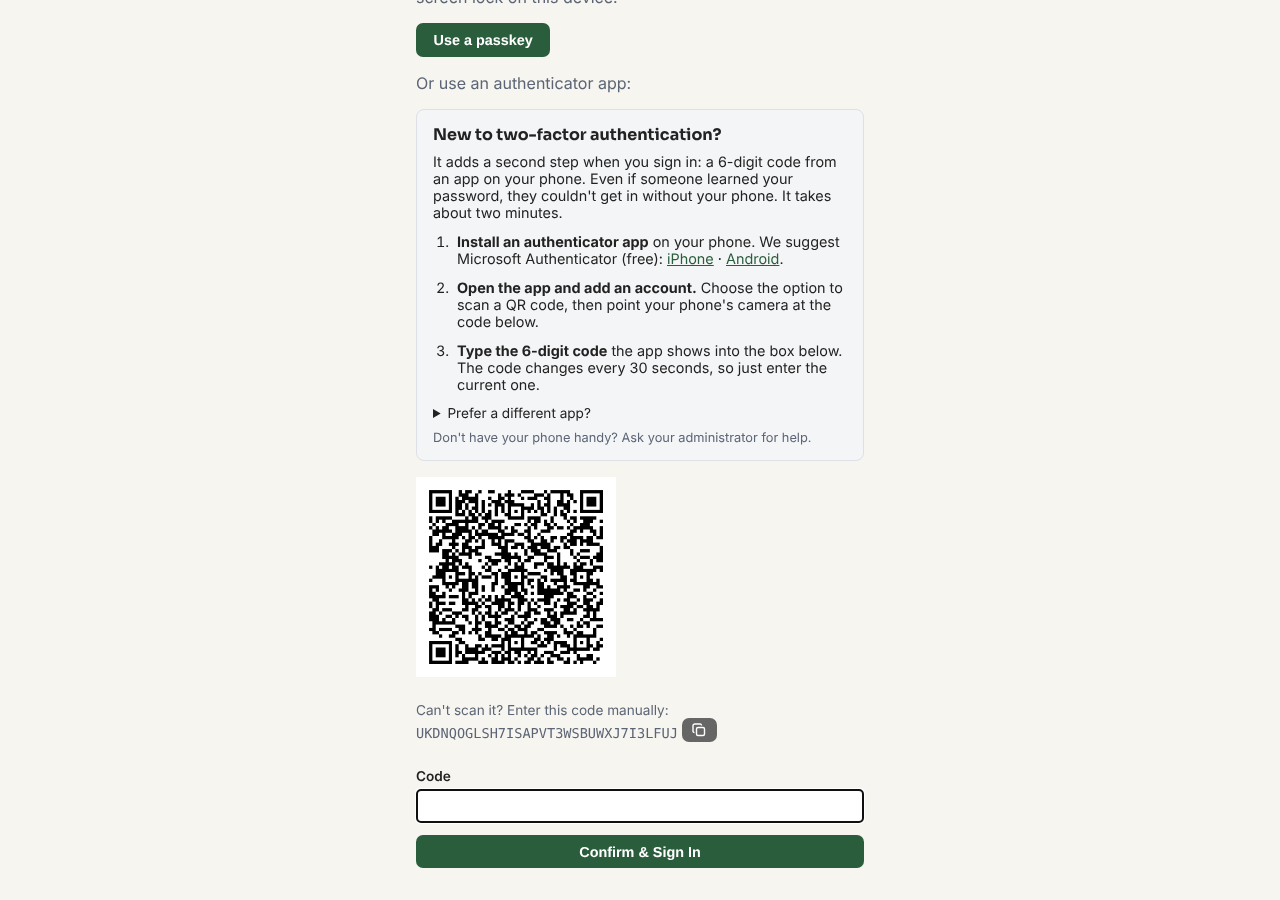 Use a passkey
Or use an authenticator app:
New to two-factor authentication?
It adds a second step when you sign in: a 6-digit code from
an app on your phone. Even if someone learned your
password, they couldn't get in without your phone. It takes
about two minutes.
1. Install an authenticator app on your phone. We suggest
Microsoft Authenticator (free): iPhone · Android.
2. Open the app and add an account. Choose the option to
scan a QR code, then point your phone's camera at the
code below.
3. Type the 6-digit code the app shows into the box below.
The code changes every 30 seconds, so just enter the
current one.
Prefer a different app?
Don't have your phone handy? Ask your administrator for help.
Can't scan it? Enter this code manually:
UKDNQOGLSH7ISAPVT3WSBUWXJ7I3LFUJ
Code
Confirm & Sign In